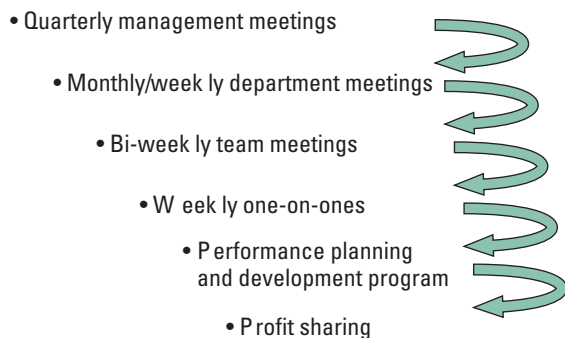 • Quarterly management meetings
• Monthly/week ly department meetings
• Bi-week ly team meetings
• W eek ly one-on-ones
• P erformance planning
and development program
• P rofit sharing